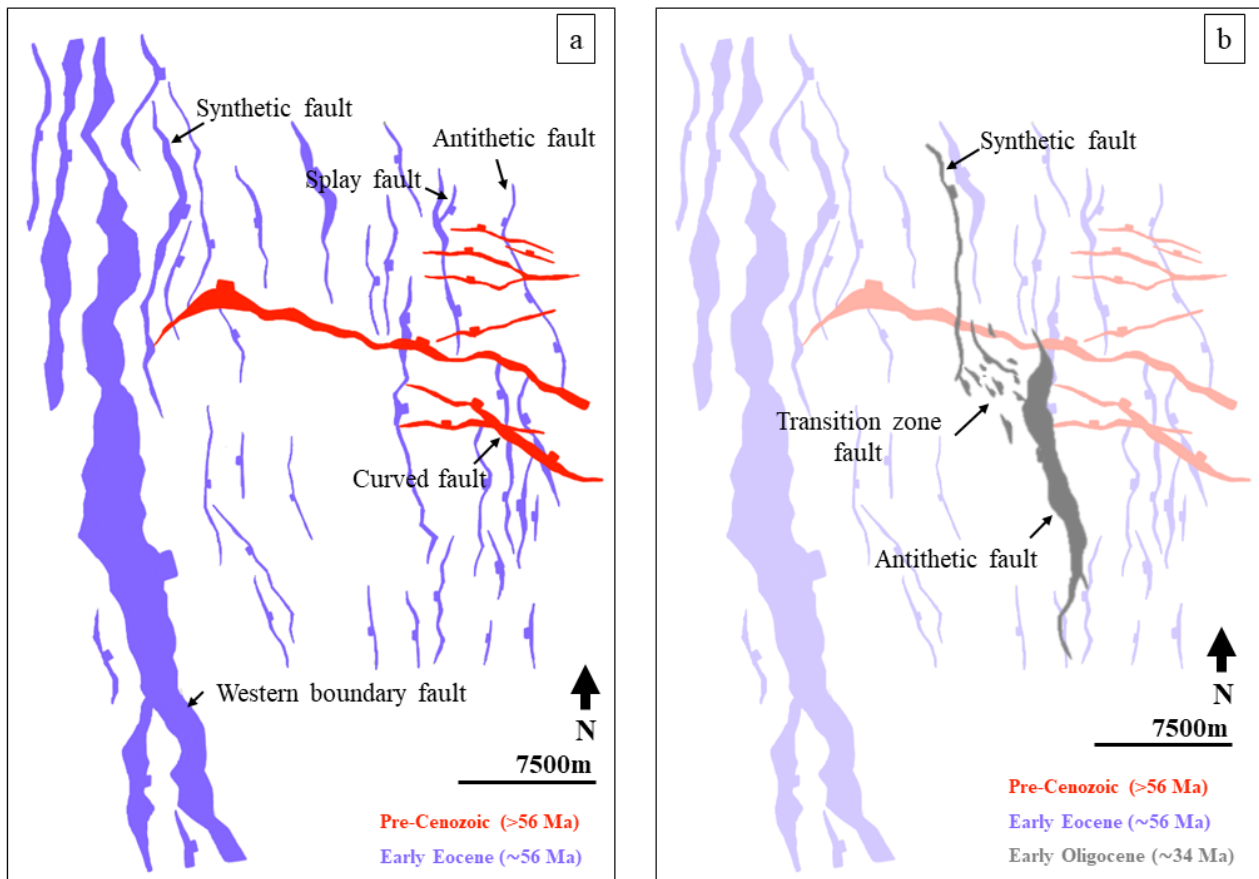 a
Synthetic fault
Antithetic fault
Splay fault
Curved fault
Western boundary fault
N
7500m
Pre-Cenozoic (>56 Ma)
Early Eocene (~56 Ma)
b
Synthetic fault
Transition zone
fault
Antithetic fault
N
7500m
Pre-Cenozoic (>56 Ma)
Early Eocene (~56 Ma)
Early Oligocene (~34 Ma)